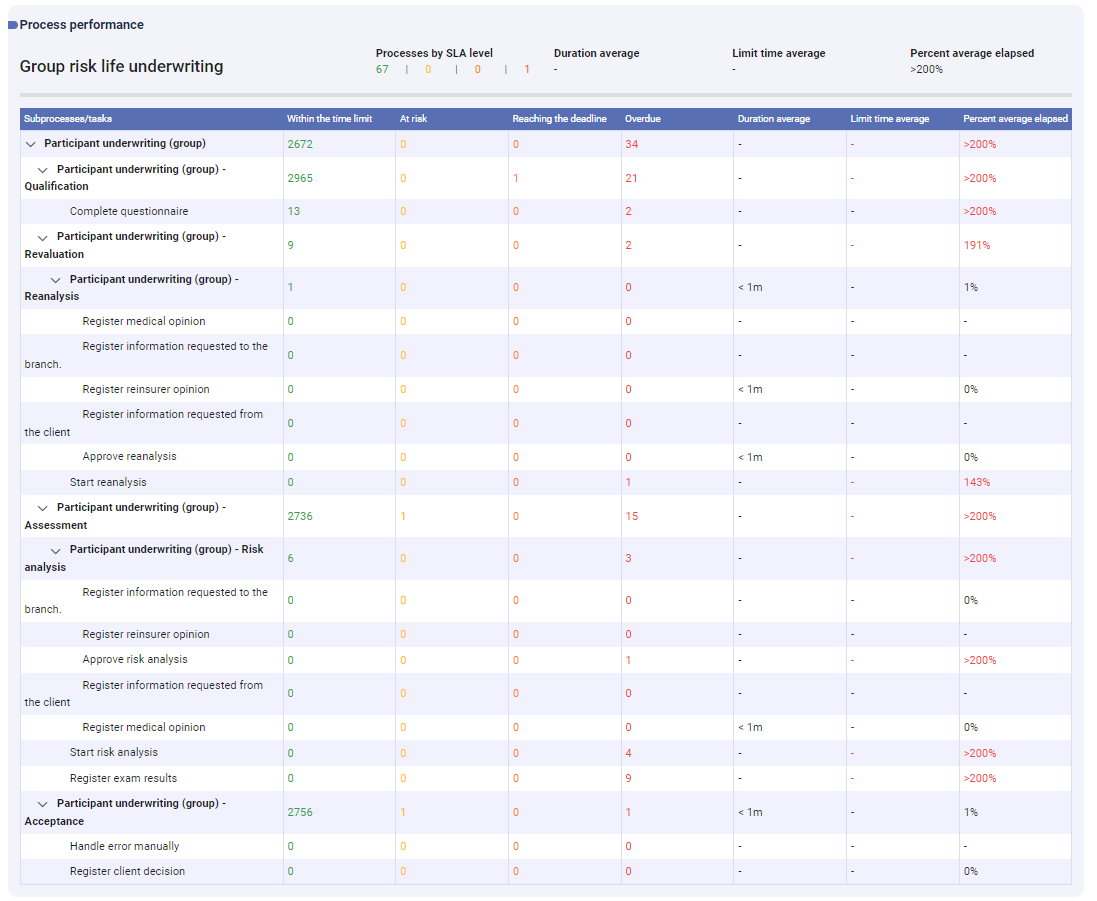 Process performance
Group risk life underwriting
Processes by SLA level
67 | 0 | 0 | 1
Duration average
-
Limit time average
-
Percent average elapsed
>200%
Subprocesses/tasks Within the time limit At risk Reaching the deadline Overdue Duration average Limit time average Percent average elapsed
Participant underwriting (group) 2672 0 0 34 - - >200%
Participant underwriting (group) -
Qualification 2965 0 1 21 - - >200%
Complete questionnaire 13 0 0 2 - - >200%
Participant underwriting (group) -
Revaluation 9 0 0 2 - - 191%
Participant underwriting (group) -
Reanalysis 1 0 0 0 < 1m - 1%
Register medical opinion 0 0 0 0 - - -
Register information requested to the
branch. 0 0 0 0 - - -
Register reinsurer opinion 0 0 0 0 < 1m - 0%
Register information requested from
the client 0 0 0 0 - - -
Approve reanalysis 0 0 0 0 < 1m - 0%
Start reanalysis 0 0 0 1 - - 143%
Participant underwriting (group) -
Assessment 2736 1 0 15 - - >200%
Participant underwriting (group) - Risk
analysis 6 0 0 3 - - >200%
Register information requested to the
branch. 0 0 0 0 - - 0%
Register reinsurer opinion 0 0 0 0 - - -
Approve risk analysis 0 0 0 1 - - >200%
Register information requested from
the client 0 0 0 0 - - -
Register medical opinion 0 0 0 0 < 1m - 0%
Start risk analysis 0 0 0 4 - - >200%
Register exam results 0 0 0 9 - - >200%
Participant underwriting (group) -
Acceptance 2756 1 0 1 < 1m - 1%
Handle error manually 0 0 0 0 - - -
Register client decision 0 0 0 0 - - 0%